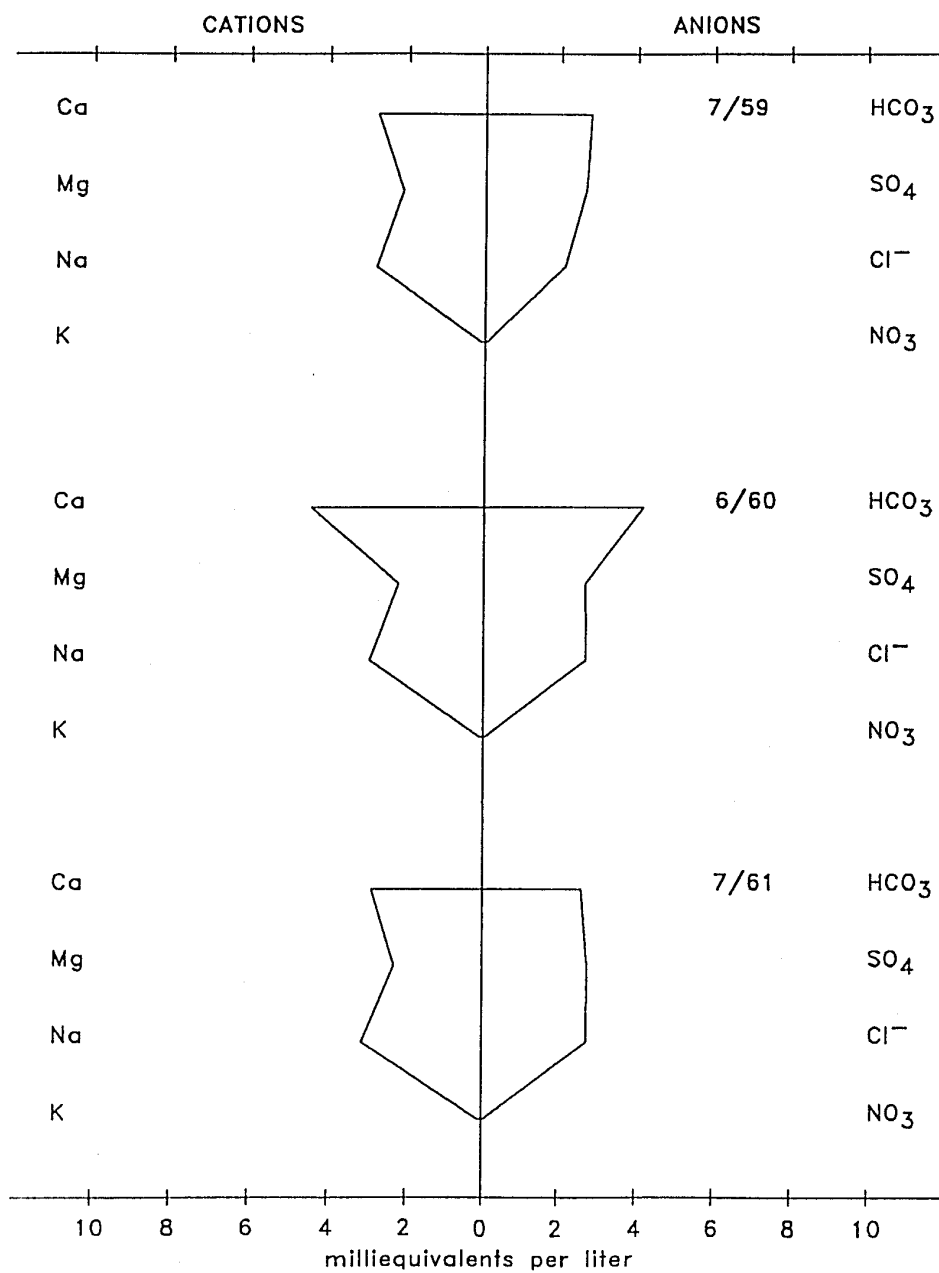 CATIONS ANIONS
Ca 7/59 HCO3
Mg SO4
Na Cl−
K NO3
Ca 6/60 HCO3
Mg SO4
Na Cl−
K NO3
Ca 7/61 HCO3
Mg SO4
Na Cl−
K NO3
10 8 6 4 2 0 2 4 6 8 10
milliequivalents per liter